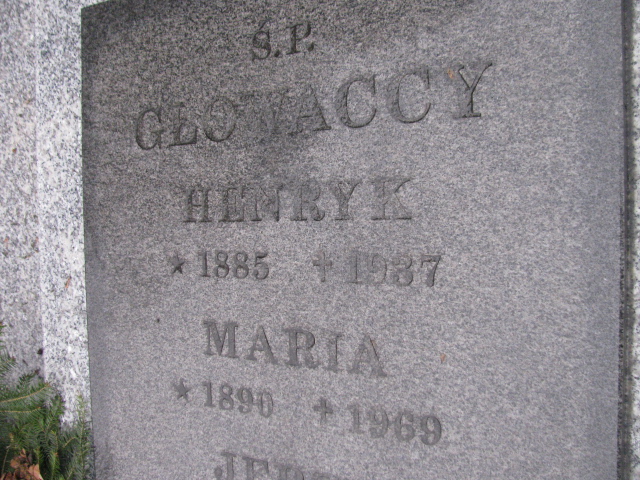 Ś.P.
GŁOWACCY
HENRYK
* 1885 † 1937
MARIA
* 1890 † 1969